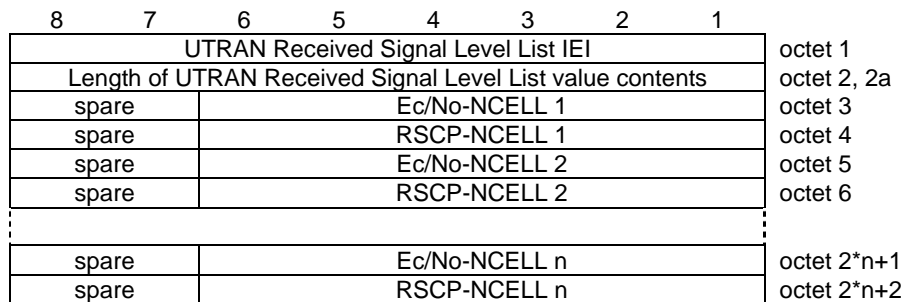 8 7 6 5 4 3 2 1
UTRAN Received Signal Level List IEI octet 1
Length of UTRAN Received Signal Level List value contents octet 2, 2a
spare Ec/No-NCELL 1 octet 3
spare RSCP-NCELL 1 octet 4
spare Ec/No-NCELL 2 octet 5
spare RSCP-NCELL 2 octet 6
spare Ec/No-NCELL n octet 2*n+1
spare RSCP-NCELL n octet 2*n+2